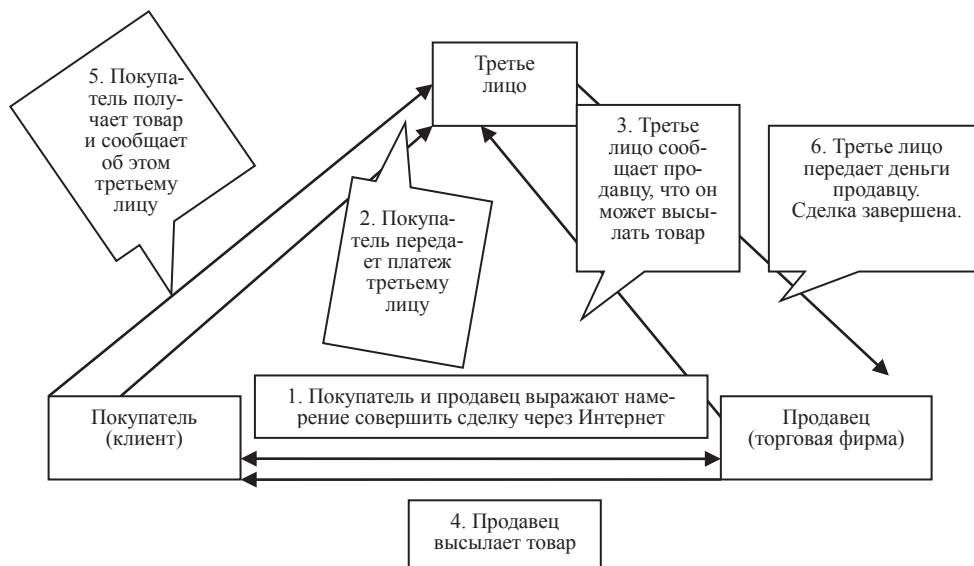 Третье
лицо
5. Покупа-
тель полу-
чает товар
и сообщает
об этом
третьему
лицу
2. Покупа-
тель переда-
ет платеж
третьему
лицу
3. Третье
лицо сооб-
щает про-
давцу, что он
может высы-
лать товар
6. Третье лицо
передает деньги
продавцу.
Сделка завершена.
Покупатель
(клиент)
1. Покупатель и продавец выражают наме-
рение совершить сделку через Интернет
Продавец
(торговая фирма)
4. Продавец
высылает товар